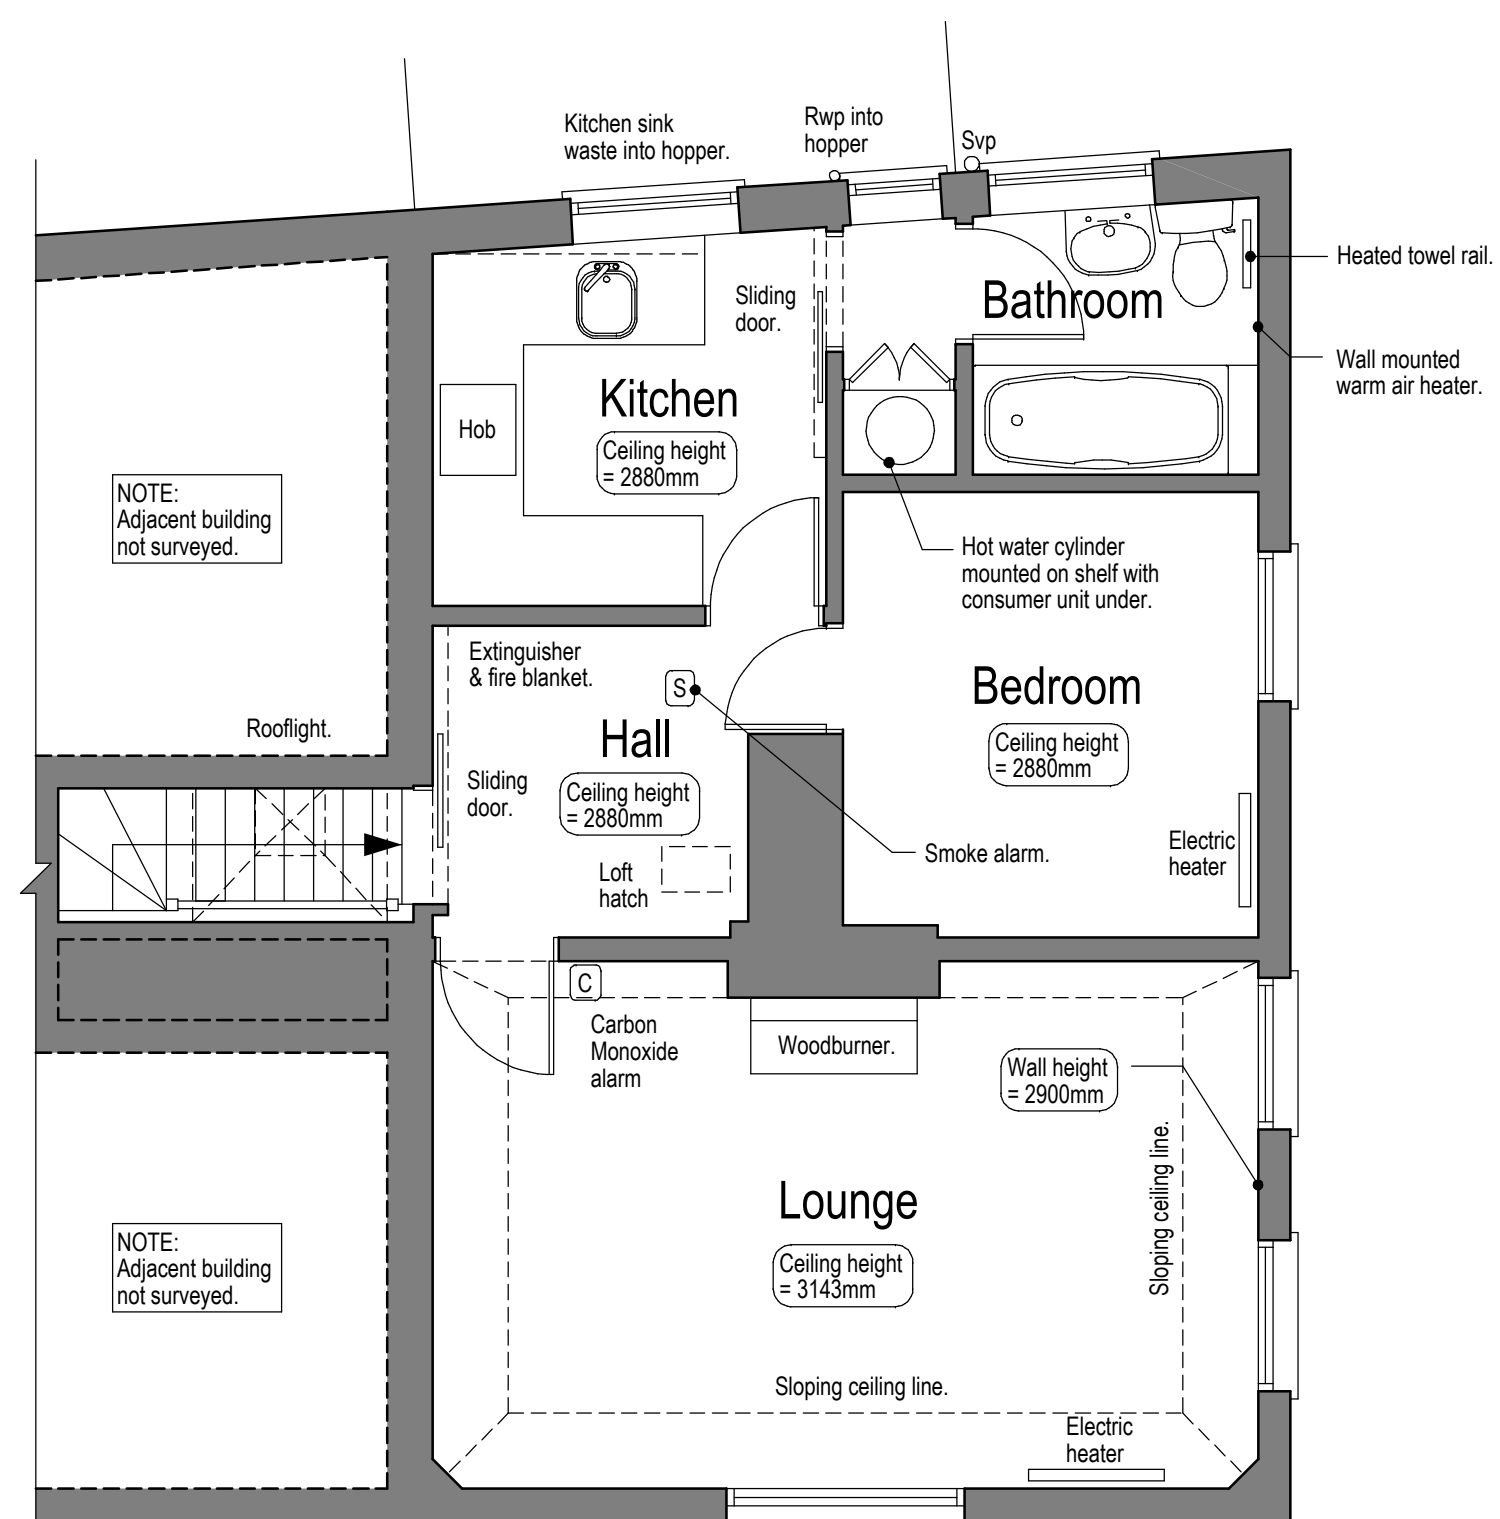 Kitchen sink
waste into hopper.
Rwp into
hopper
Svp
Heated towel rail.
Wall mounted
warm air heater.
Sliding
door.
Bathroom
Kitchen
Ceiling height
= 2880mm
Hob
NOTE:
Adjacent building
not surveyed.
Hot water cylinder
mounted on shelf with
consumer unit under.
Extinguisher
& fire blanket.
S
Bedroom
Ceiling height
= 2880mm
Rooflight.
Hall
Ceiling height
= 2880mm
Sliding
door.
Loft
hatch
Smoke alarm.
Electric
heater
C
Carbon
Monoxide
alarm
Woodburner.
Wall height
= 2900mm
Sloping ceiling line.
Lounge
Ceiling height
= 3143mm
NOTE:
Adjacent building
not surveyed.
Sloping ceiling line.
Electric
heater